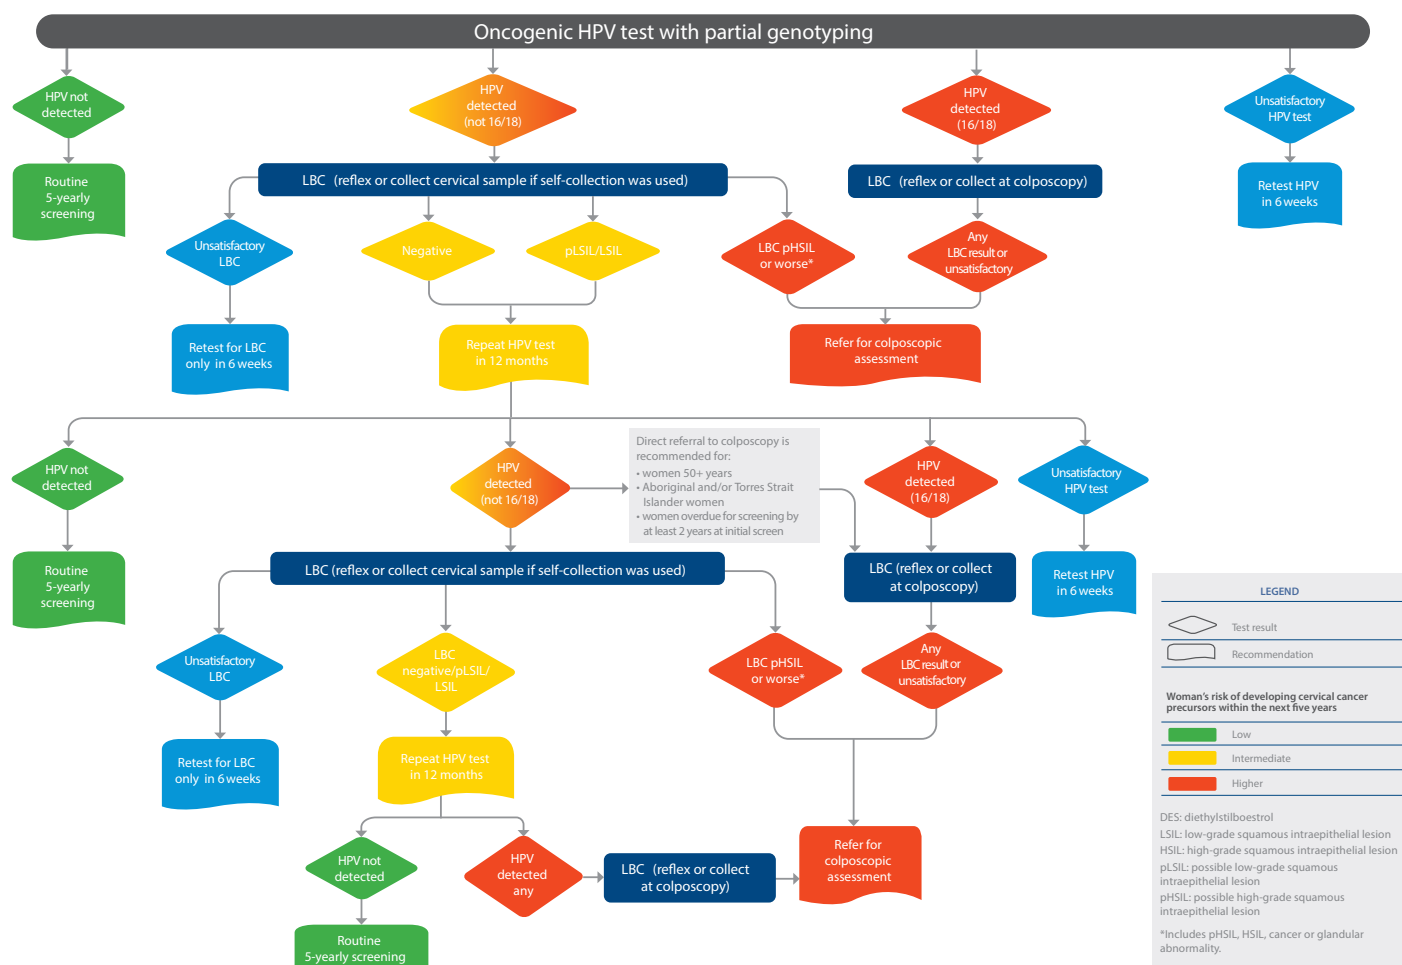 Oncogenic HPV test with partial genotyping
HPV not
detected
HPV
detected
(not 16/18)
HPV
detected
(16/18)
Unsatisfactory
HPV test
Routine
5-yearly
screening
LBC (reflex or collect cervical sample if self-collection was used)
LBC (reflex or collect at colposcopy)
Retest HPV
in 6 weeks
Unsatisfactory
LBC
Negative
pLSIL/LSIL
LBC pHSIL
or worse*
Any
LBC result or
unsatisfactory
Retest for LBC
only in 6 weeks
Repeat HPV test
in 12 months
Refer for colposcopic
assessment
HPV not
detected
HPV
detected
(not 16/18)
Direct referral to colposcopy is
recommended for:
• women 50+ years
• Aboriginal and/or Torres Strait
Islander women
• women overdue for screening by
at least 2 years at initial screen
HPV
detected
(16/18)
Unsatisfactory
HPV test
Routine
5-yearly
screening
LBC (reflex or collect cervical sample if self-collection was used)
LBC (reflex or collect
at colposcopy)
Retest HPV
in 6 weeks
Unsatisfactory
LBC
LBC
negative/pLSIL/
LSIL
LBC pHSIL
or worse*
Any
LBC result or
unsatisfactory
Retest for LBC
only in 6 weeks
Repeat HPV test
in 12 months
HPV not
detected
HPV
detected
any
LBC (reflex or collect
at colposcopy)
Refer for
colposcopic
assessment
Routine
5-yearly screening
LEGEND
Test result
Recommendation
Woman's risk of developing cervical cancer
precursors within the next five years
Low
Intermediate
Higher
DES: diethylstilboestrol
LSIL: low-grade squamous intraepithelial lesion
HSIL: high-grade squamous intraepithelial lesion
pLSIL: possible low-grade squamous
intraepithelial lesion
pHSIL: possible high-grade squamous
intraepithelial lesion
*Includes pHSIL, HSIL, cancer or glandular
abnormality.